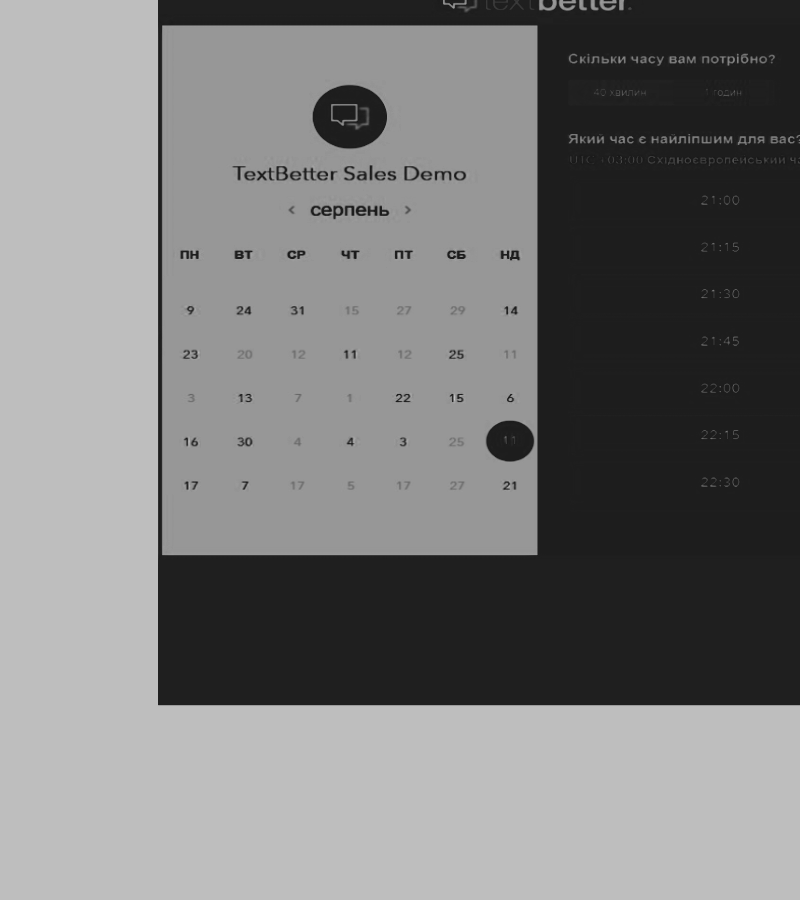 textbetter.
TextBetter Sales Demo
< серпень >
ПН ВТ СР ЧТ ПТ СБ НД
9 24 31 15 27 29 14
23 20 12 11 12 25 11
3 13 7 1 22 15 6
16 30 4 4 3 25 11
17 7 17 5 17 27 21
Скільки часу вам потрібно?
40 хвилин 1 годин
Який час є найліпшим для вас?
UTC +03:00 Східноєвропейський
21:00
21:15
21:30
21:45
22:00
22:15
22:30